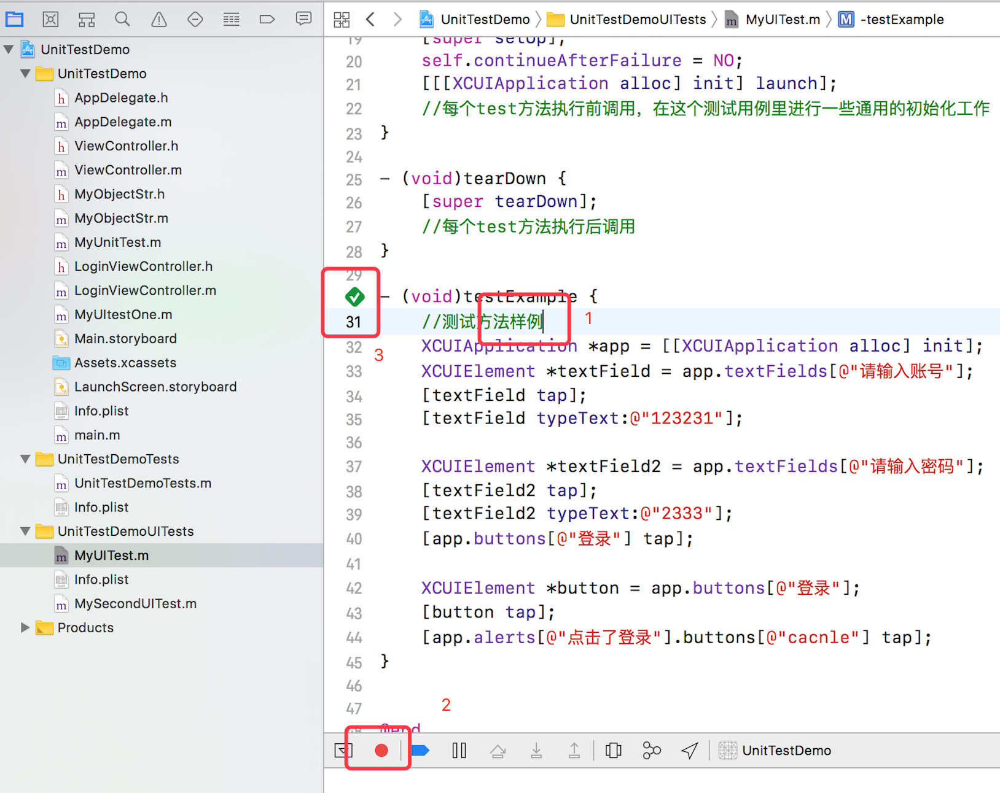 UnitTestDemo
UnitTestDemo
AppDelegate.h
AppDelegate.m
ViewController.h
ViewController.m
MyObjectStr.h
MyObjectStr.m
MyUnitTest.m
LoginViewController.h
LoginViewController.m
MyUItestOne.m
Main.storyboard
Assets.xcassets
LaunchScreen.storyboard
Info.plist
main.m
UnitTestDemoTests
UnitTestDemoTests.m
Info.plist
UnitTestDemoUITests
MyUITest.m
Info.plist
MySecondUITest.m
Products
UnitTestDemo UnitTestDemoUITests MyUITest.m -testExample
19 [super setUp];
20 self.continueAfterFailure = NO;
21 [[[XCUIApplication alloc] init] launch];
22 //每个test方法执行前调用，在这个测试用例里进行一些通用的初始化工作
23 }
24
25 - (void)tearDown {
26 [super tearDown];
27 //每个test方法执行后调用
28 }
29
- (void)testExample {
31 //测试方法样例 1
32 XCUIApplication *app = [[XCUIApplication alloc] init];
3
33 XCUIElement *textField = app.textFields[@"请输入账号"];
34 [textField tap];
35 [textField typeText:@"123231"];
36
37 XCUIElement *textField2 = app.textFields[@"请输入密码"];
38 [textField2 tap];
39 [textField2 typeText:@"2333"];
40 [app.buttons[@"登录"] tap];
41
42 XCUIElement *button = app.buttons[@"登录"];
43 [button tap];
44 [app.alerts[@"点击了登录"].buttons[@"cacnle"] tap];
45 }
46
47
2
48 @end
UnitTestDemo